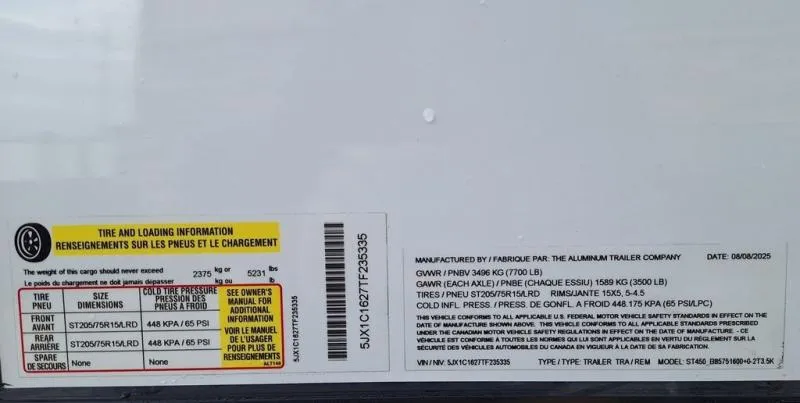 TIRE AND LOADING INFORMATION
RENSEIGNEMENTS SUR LES PNEUS ET LE CHARGEMENT
The weight of this cargo should never exceed 2375 kg or 5231 lbs
Le poids du chargement ne doit jamais dépasser kg ou lb
TIRE PNEU
SIZE DIMENSIONS
COLD TIRE PRESSURE PRESSION DES PNEUS A FROID
SEE OWNER'S MANUAL FOR ADDITIONAL INFORMATION
VOIR LE MANUEL DE L'USAGER POUR PLUS DE RENSEIGNEMENTS
FRONT AVANT ST205/75R15/LRD 448 KPA / 65 PSI
REAR ARRIÈRE ST205/75R15/LRD 448 KPA / 65 PSI
SPARE DE SECOURS None None
ALT148
5JX1C1627TF235335
5JX1C1627TF235335
MANUFACTURED BY / FABRIQUE PAR: THE ALUMINUM TRAILER COMPANY DATE: 08/08/2025
GVWR / PNBV 3496 KG (7700 LB)
GAWR (EACH AXLE) / PNBE (CHAQUE ESSIU) 1589 KG (3500 LB)
TIRES / PNEU ST205/75R15/LRD RIMS/JANTE 15X5, 5-4.5
COLD INFL. PRESS. / PRESS. DE GONFL. A FROID 448.175 KPA (65 PSI/LPC)
THIS VEHICLE CONFORMS TO ALL APPLICABLE U.S. FEDERAL MOTOR VEHICLE SAFETY STANDARDS IN EFFECT ON THE
DATE OF MANUFACTURE SHOWN ABOVE. THIS VEHICLE CONFORMS TO ALL APPLICABLE STANDARDS PRESCRIBED
UNDER THE CANADIAN MOTOR VEHICLE SAFETY REGULATIONS IN EFFECT ON THE DATE OF MANUFACTURE - CE
VÉHICULE EST CONFORME À TOUTES LES NORMES QUI LUI SONT APPLICABLES EN VERTU DU RÈGLEMENT SUR LA
SÉCURITÉ DES VÉHICULES AUTOMOBILES DU CANADA EN VIGUEUR À LA DATE DE SA FABRICATION.
VIN / NIV: 5JX1C1627TF235335 TYPE / TYPE: TRAILER TRA / REM MODEL: ST450_B85751600+0-2T3.5K